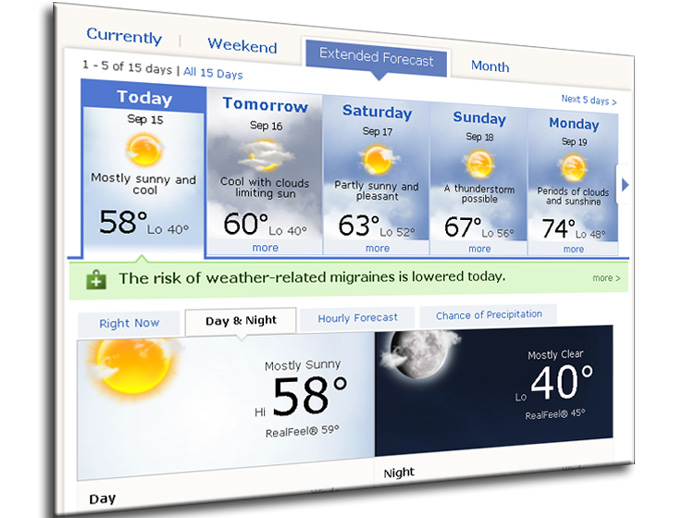 Currently | Weekend Extended Forecast Month
1 - 5 of 15 days | All 15 Days
Next 5 days >
Today
Sep 15
Mostly sunny and
cool
58° Lo 40°
Tomorrow
Sep 16
Cool with clouds
limiting sun
60° Lo 40°
more
Saturday
Sep 17
Partly sunny and
pleasant
63° Lo 52°
more
Sunday
Sep 18
A thunderstorm
possible
67° Lo 56°
more
Monday
Sep 19
Periods of clouds
and sunshine
74° Lo 48°
more
The risk of weather-related migraines is lowered today.
more >
Right Now Day & Night Hourly Forecast Chance of Precipitation
Mostly Sunny
Hi 58°
RealFeel® 59°
Mostly Clear
Lo 40°
RealFeel® 45°
Day
Night